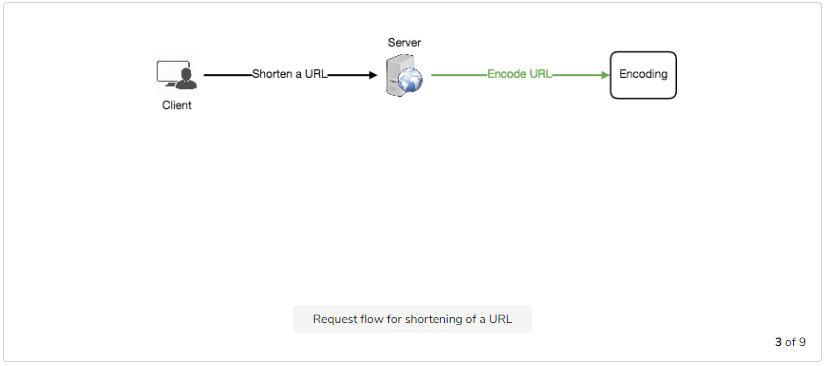 Server
Shorten a URL
Encode URL
Encoding
Client
Request flow for shortening of a URL
3 of 9